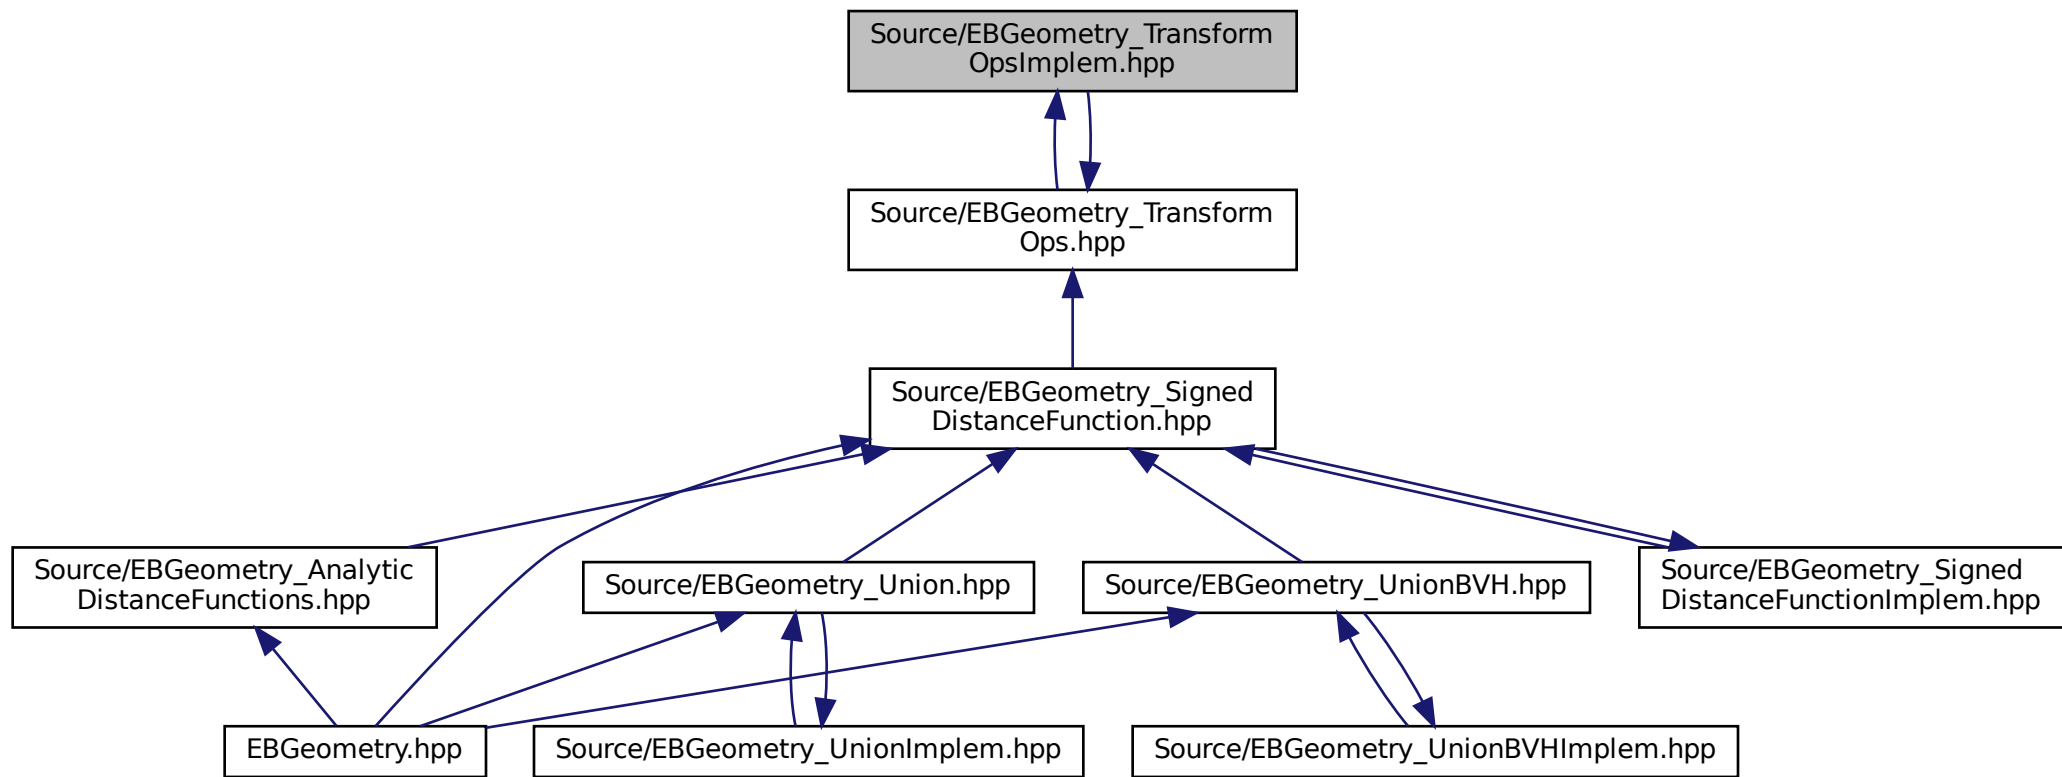 Source/EBGeometry_Transform
OpsImplem.hpp
Source/EBGeometry_Transform
Ops.hpp
Source/EBGeometry_Signed
DistanceFunction.hpp
Source/EBGeometry_Analytic
DistanceFunctions.hpp
Source/EBGeometry_Union.hpp
Source/EBGeometry_UnionBVH.hpp
Source/EBGeometry_Signed
DistanceFunctionImplem.hpp
EBGeometry.hpp
Source/EBGeometry_UnionImplem.hpp
Source/EBGeometry_UnionBVHImplem.hpp